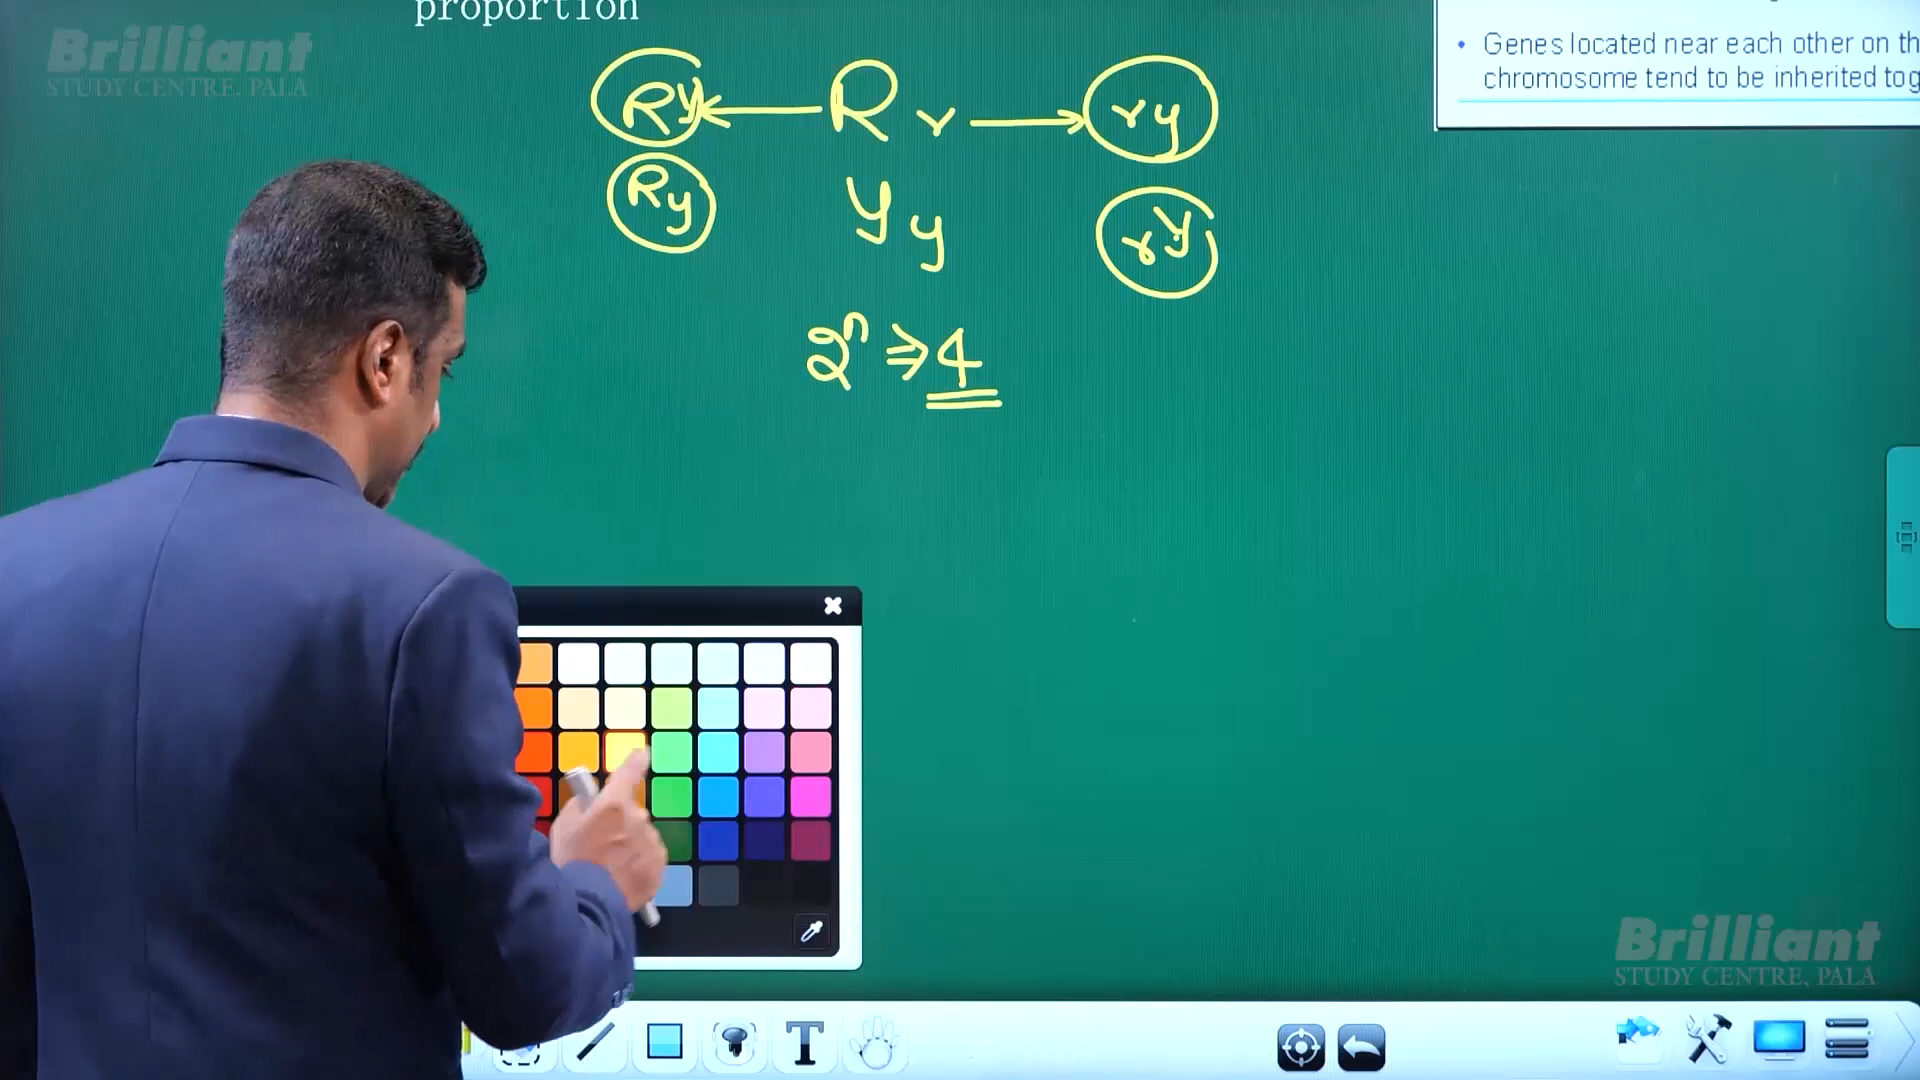 proportion
Brilliant
STUDY CENTRE, PALA
• Genes located near each other on th
chromosome tend to be inherited tog
RY ← R r → ry
Ry Y y rY
2ⁿ ⇒ 4
T
Brilliant
STUDY CENTRE, PALA